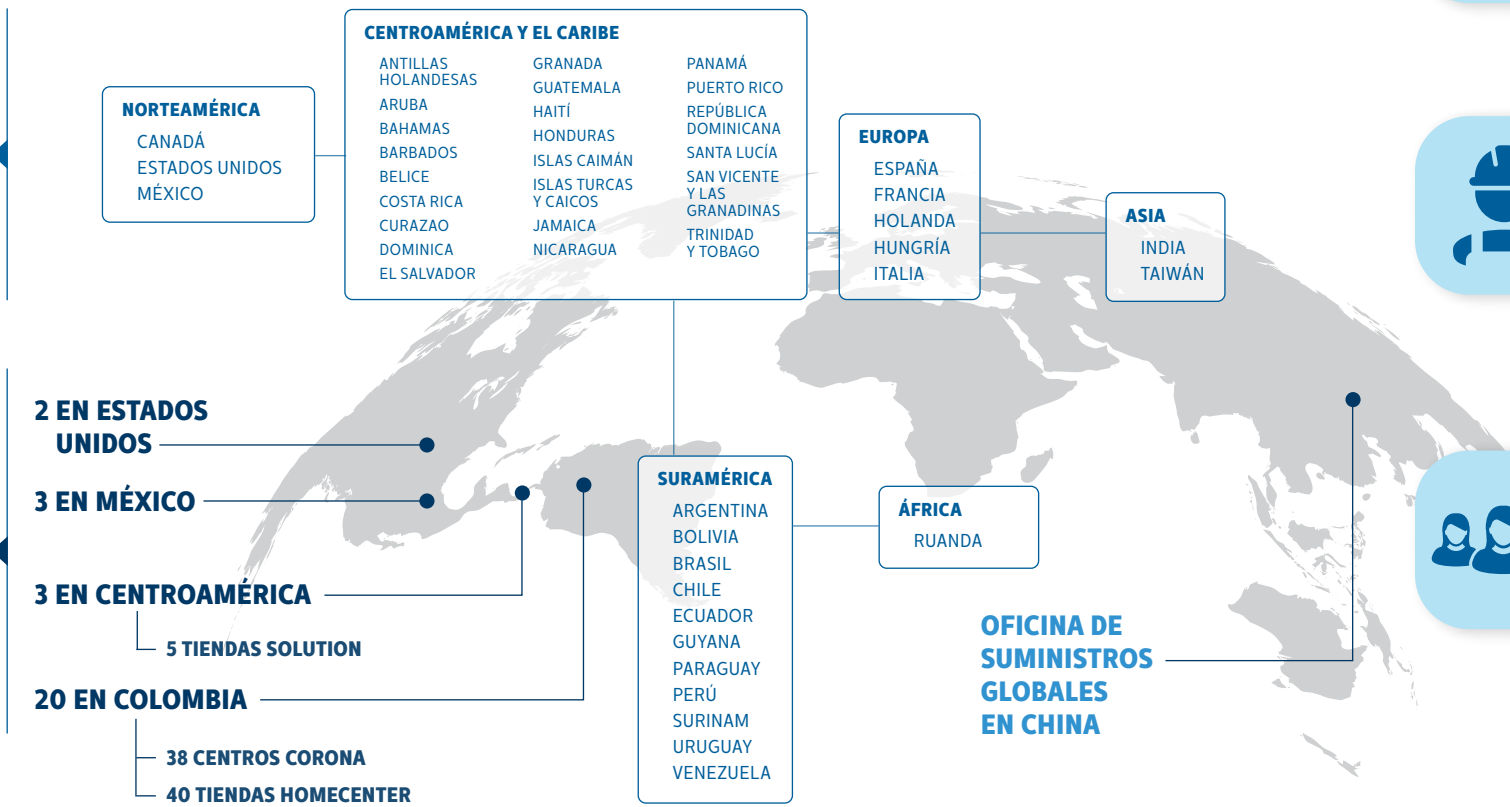 CENTROAMÉRICA Y EL CARIBE
ANTILLAS
HOLANDESAS
ARUBA
BAHAMAS
BARBADOS
BELICE
COSTA RICA
CURAZAO
DOMINICA
EL SALVADOR
GRANADA
GUATEMALA
HAITÍ
HONDURAS
ISLAS CAIMÁN
ISLAS TURCAS
Y CAICOS
JAMAICA
NICARAGUA
PANAMÁ
PUERTO RICO
REPÚBLICA
DOMINICANA
SANTA LUCÍA
SAN VICENTE
Y LAS
GRANADINAS
TRINIDAD
Y TOBAGO
NORTEAMÉRICA
CANADÁ
ESTADOS UNIDOS
MÉXICO
EUROPA
ESPAÑA
FRANCIA
HOLANDA
HUNGRÍA
ITALIA
ASIA
INDIA
TAIWÁN
2 EN ESTADOS
UNIDOS
3 EN MÉXICO
3 EN CENTROAMÉRICA
5 TIENDAS SOLUTION
20 EN COLOMBIA
38 CENTROS CORONA
40 TIENDAS HOMECENTER
SURAMÉRICA
ARGENTINA
BOLIVIA
BRASIL
CHILE
ECUADOR
GUYANA
PARAGUAY
PERÚ
SURINAM
URUGUAY
VENEZUELA
ÁFRICA
RUANDA
OFICINA DE
SUMINISTROS
GLOBALES
EN CHINA